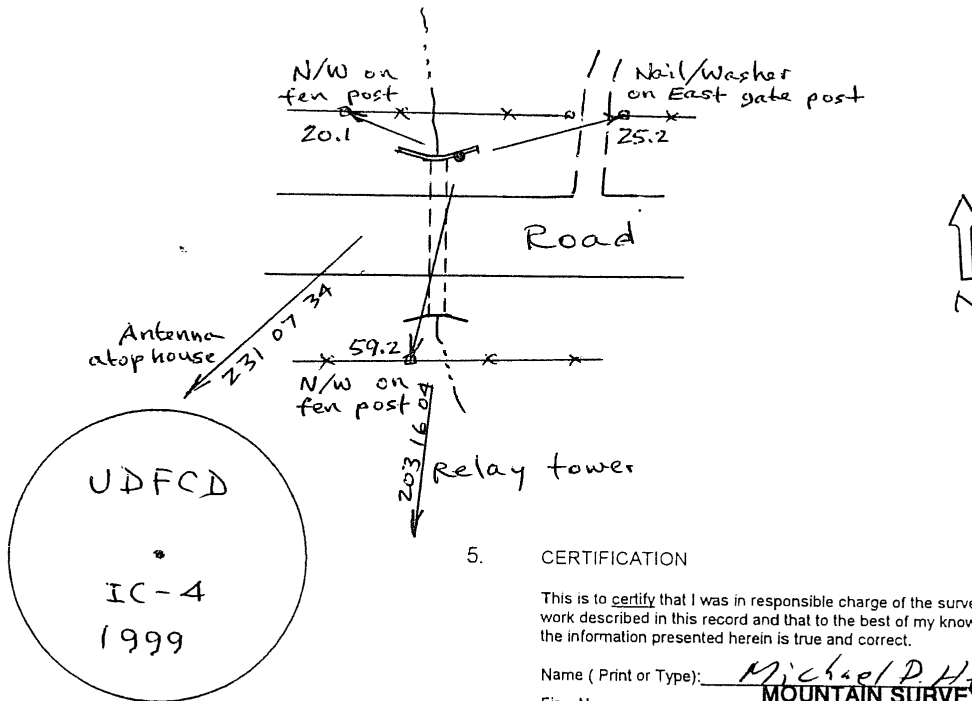 N/W on
fen post
20.1
Nail/Washer
on East gate post
25.2
Road
N
Antenna
atop house
231 07 34
59.2
N/W on
fen post
203 16 04
Relay tower
UDFCD
IC-4
1999
5. CERTIFICATION
This is to certify that I was in responsible charge of the surve
work described in this record and that to the best of my know
the information presented herein is true and correct.
Name ( Print or Type): Michael D. H
MOUNTAIN SURVE